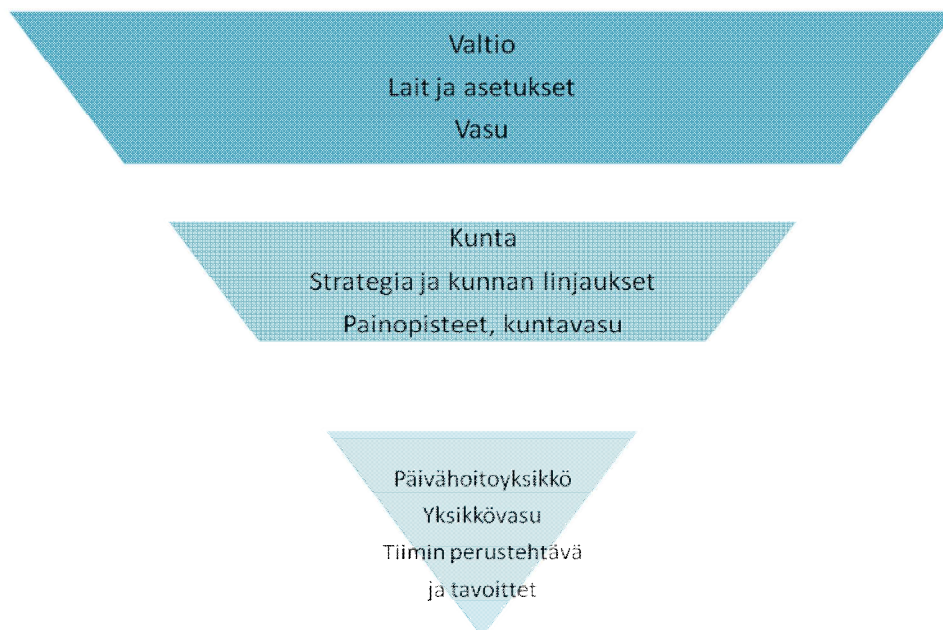 Valtio
Lait ja asetukset
Vasu
Kunta
Strategia ja kunnan linjaukset
Painopisteet, kuntavasu
Päivähoitoyksikkö
Yksikkövasu
Tiimin perustehtävä
ja tavoittet